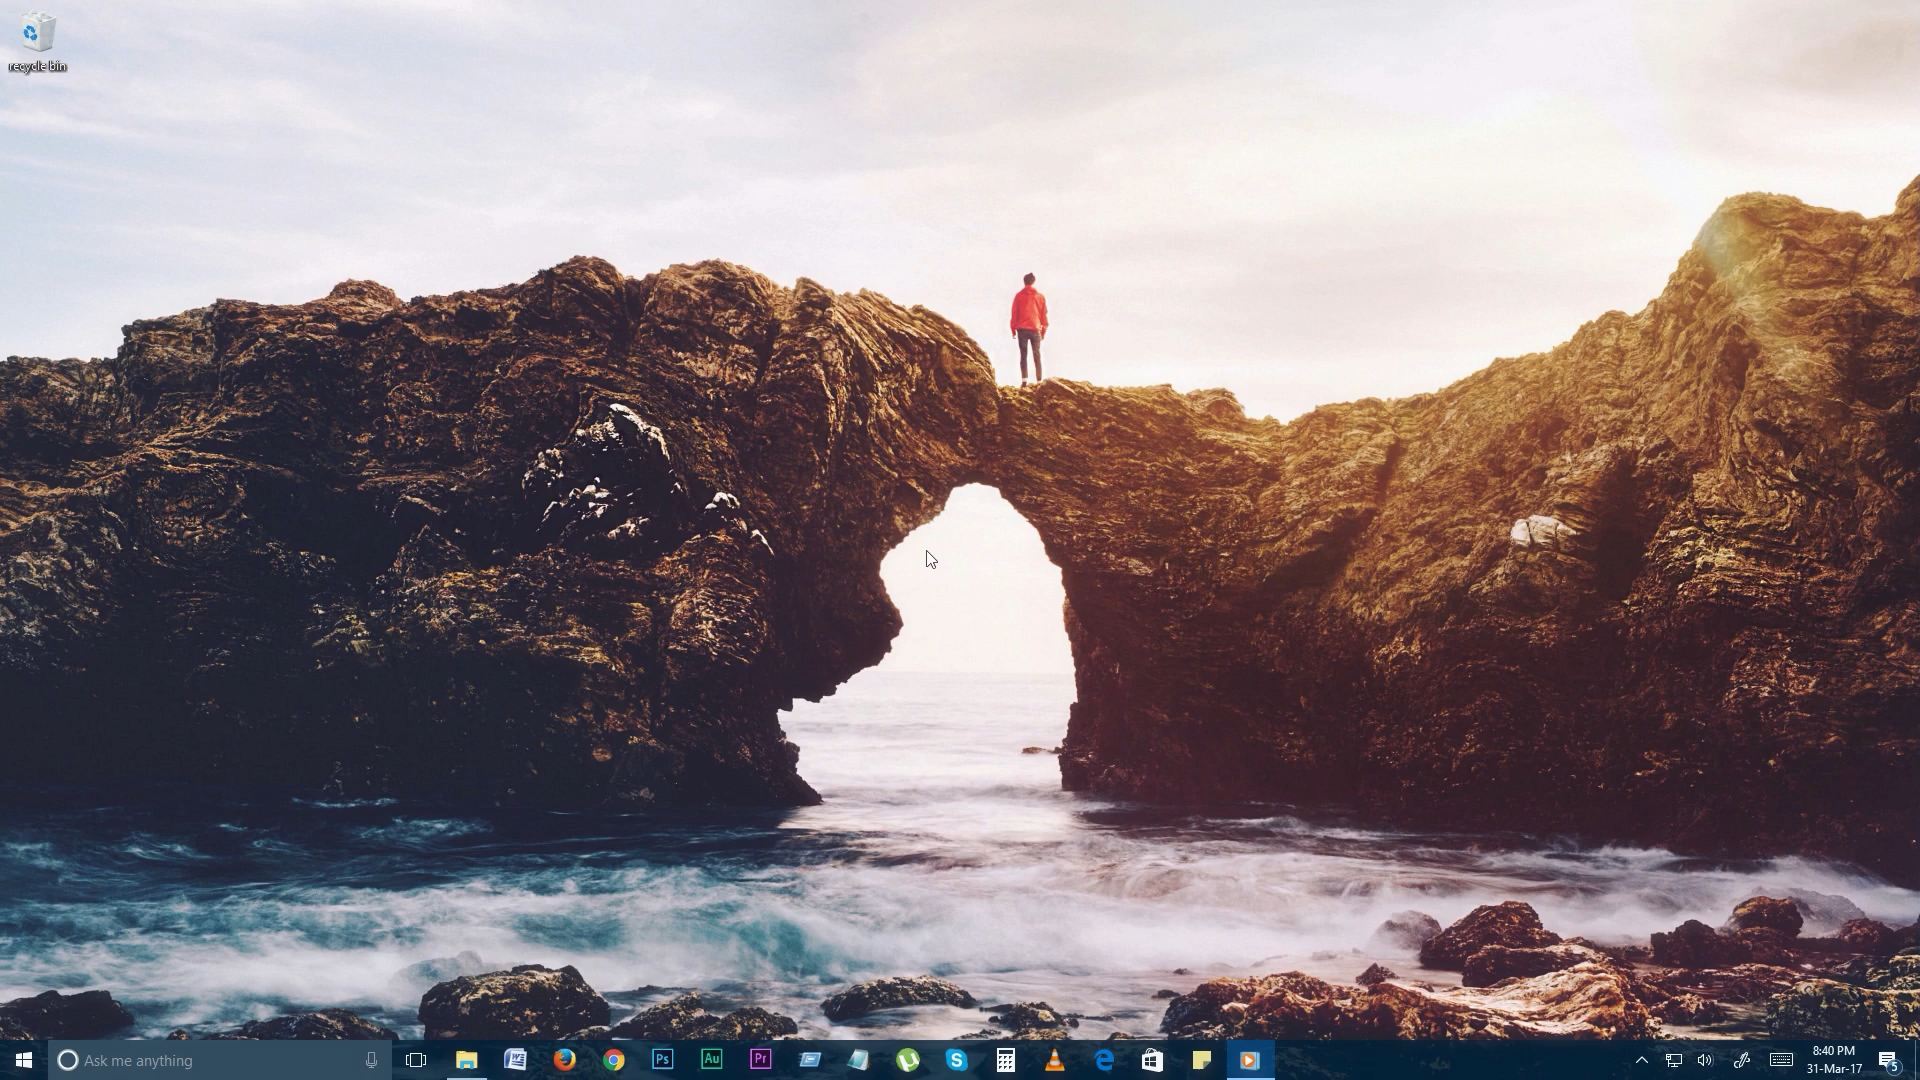 recycle bin
Ask me anything
Ps
Au
Pr
8:40 PM
31-Mar-17
5